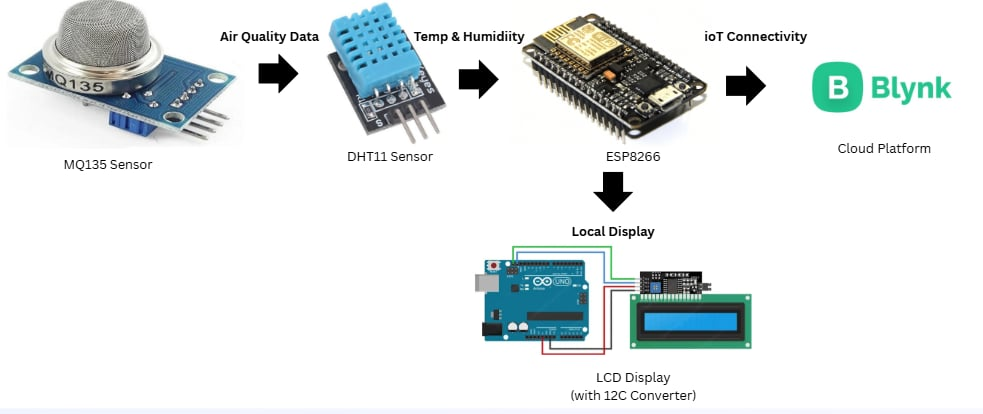 Air Quality Data
Temp & Humidiity
ioT Connectivity
MQ135
B Blynk
MQ135 Sensor
DHT11 Sensor
ESP8266
Cloud Platform
Local Display
UNO
LCD Display
(with 12C Converter)